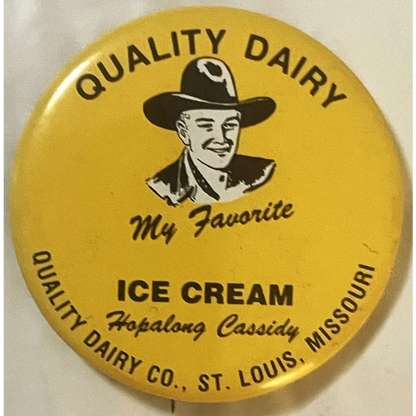 QUALITY DAIRY
My Favorite
ICE CREAM
Hopalong Cassidy
QUALITY DAIRY CO., ST. LOUIS, MISSOURI